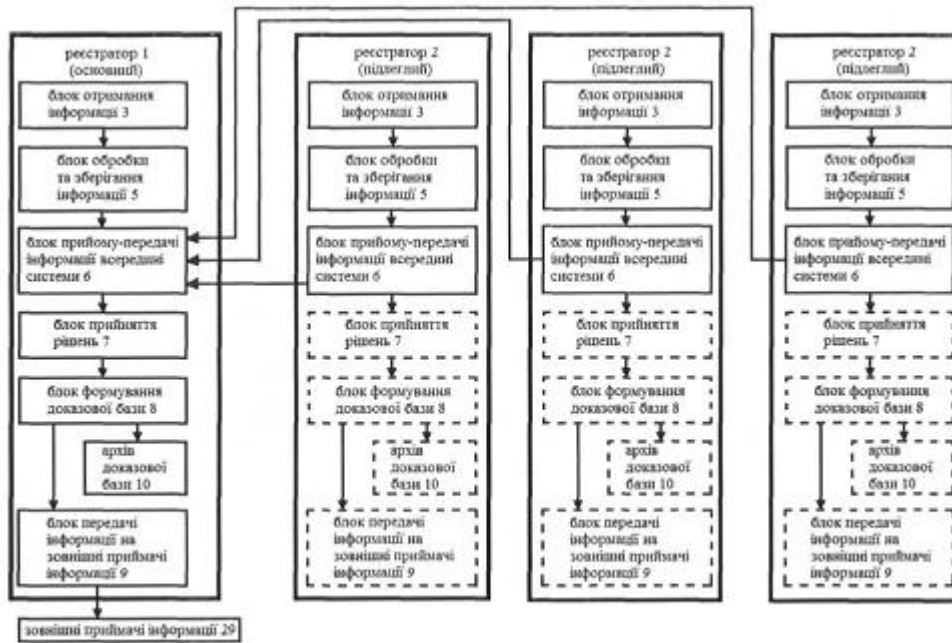 реєстратор 1
(основний)
блок отримання
інформації 3
блок обробки
та зберігання
інформації 5
блок прийому-передачі
інформації всередині
системи 6
блок прийняття
рішень 7
блок формування
доказової бази 8
архів
доказової
бази 10
блок передачі
інформації на
зовнішні приймачі
інформації 9
зовнішні приймачі інформації 29
реєстратор 2
(підлеглий)
блок отримання
інформації 3
блок обробки
та зберігання
інформації 5
блок прийому-передачі
інформації всередині
системи 6
блок прийняття
рішень 7
блок формування
доказової бази 8
архів
доказової
бази 10
блок передачі
інформації на
зовнішні приймачі
інформації 9
реєстратор 2
(підлеглий)
блок отримання
інформації 3
блок обробки
та зберігання
інформації 5
блок прийому-передачі
інформації всередині
системи 6
блок прийняття
рішень 7
блок формування
доказової бази 8
архів
доказової
бази 10
блок передачі
інформації на
зовнішні приймачі
інформації 9
реєстратор 2
(підлеглий)
блок отримання
інформації 3
блок обробки
та зберігання
інформації 5
блок прийому-передачі
інформації всередині
системи 6
блок прийняття
рішень 7
блок формування
доказової бази 8
архів
доказової
бази 10
блок передачі
інформації на
зовнішні приймачі
інформації 9